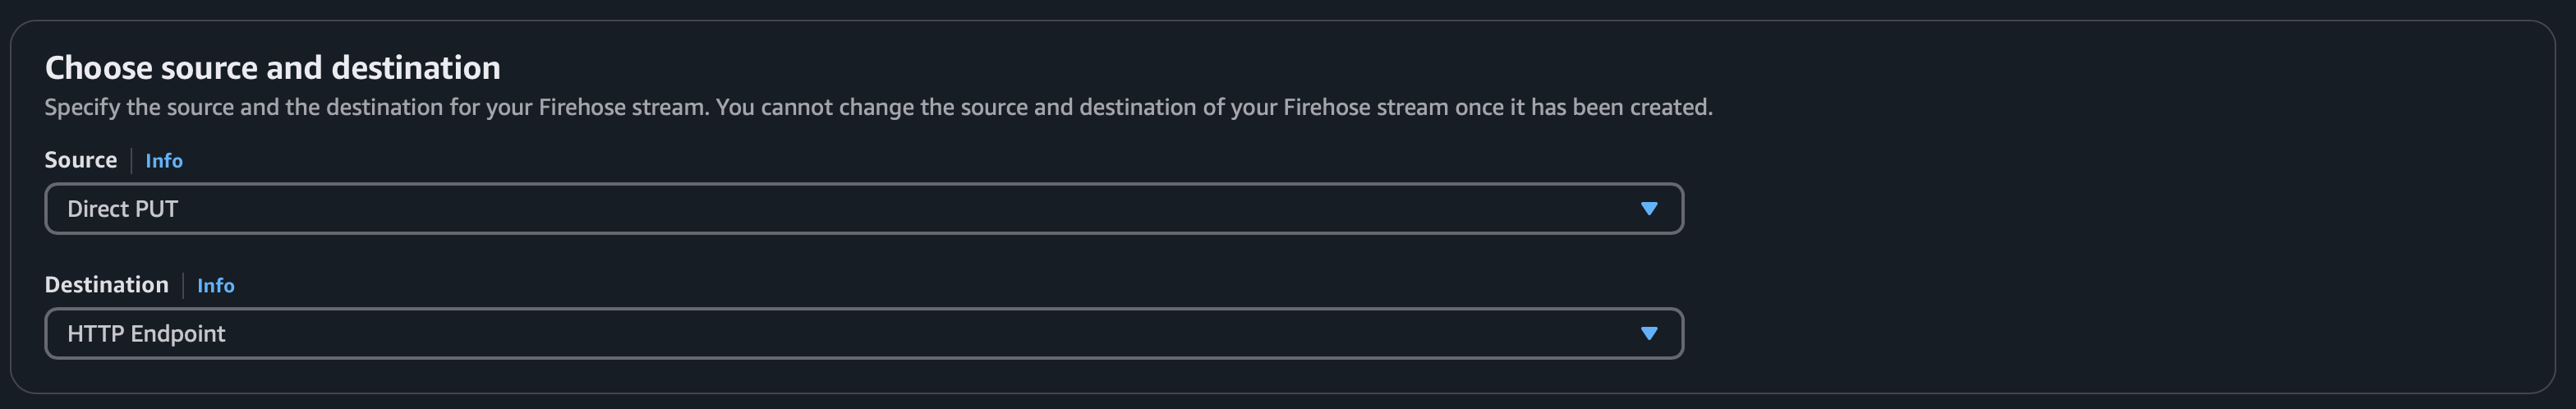 Choose source and destination
Specify the source and the destination for your Firehose stream. You cannot change the source and destination of your Firehose stream once it has been created.
Source Info
Direct PUT
Destination Info
HTTP Endpoint